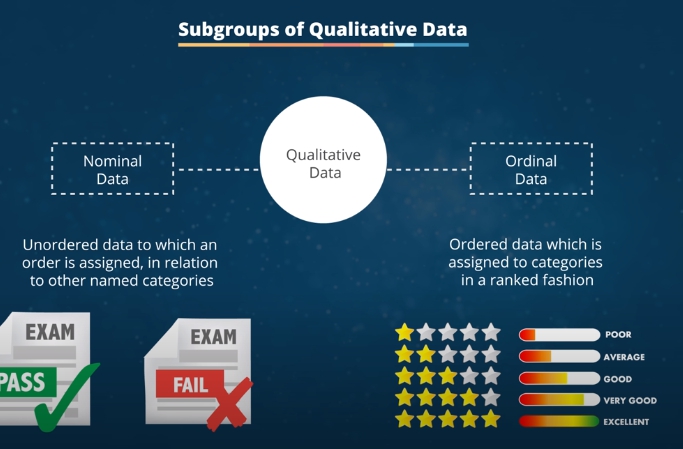 Subgroups of Qualitative Data
Nominal
Data
Qualitative
Data
Ordinal
Data
Unordered data to which an
order is assigned, in relation
to other named categories
Ordered data which is
assigned to categories
in a ranked fashion
EXAM
PASS
EXAM
FAIL
POOR
AVERAGE
GOOD
VERY GOOD
EXCELLENT